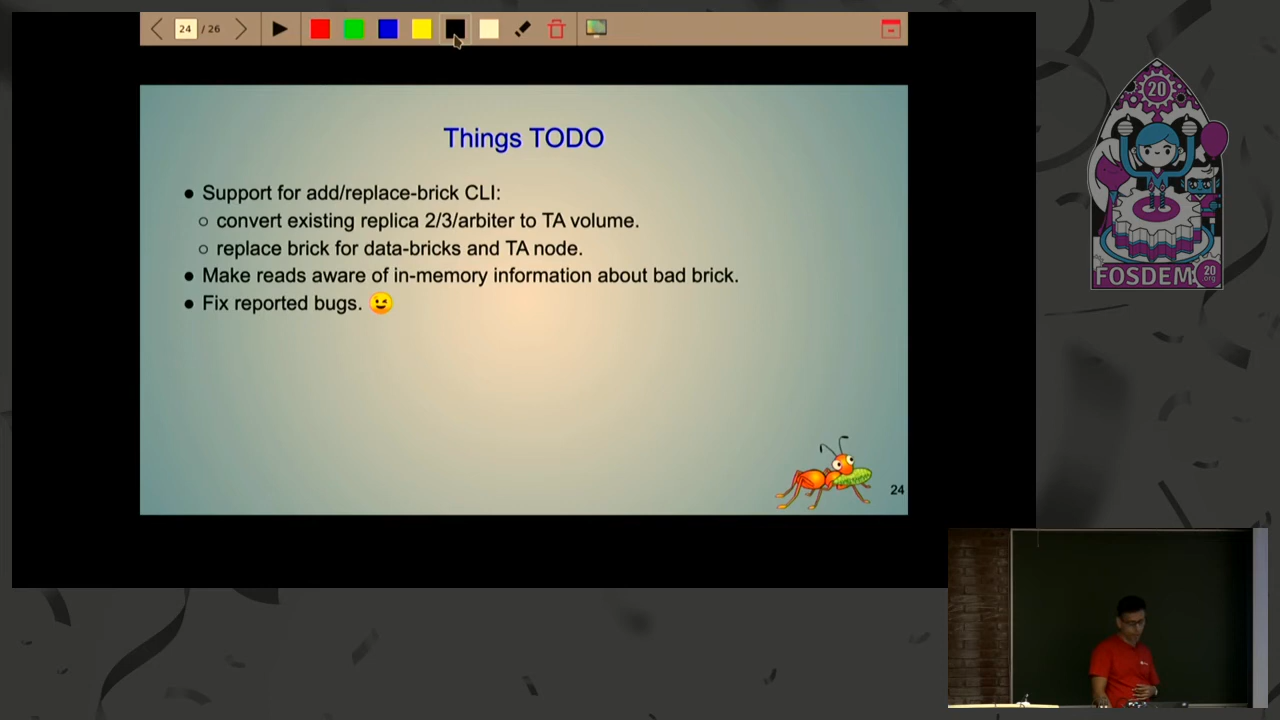 24 / 26
Things TODO
● Support for add/replace-brick CLI:
○ convert existing replica 2/3/arbiter to TA volume.
○ replace brick for data-bricks and TA node.
● Make reads aware of in-memory information about bad brick.
● Fix reported bugs. 😉
24
20
FOSDEM
20
org